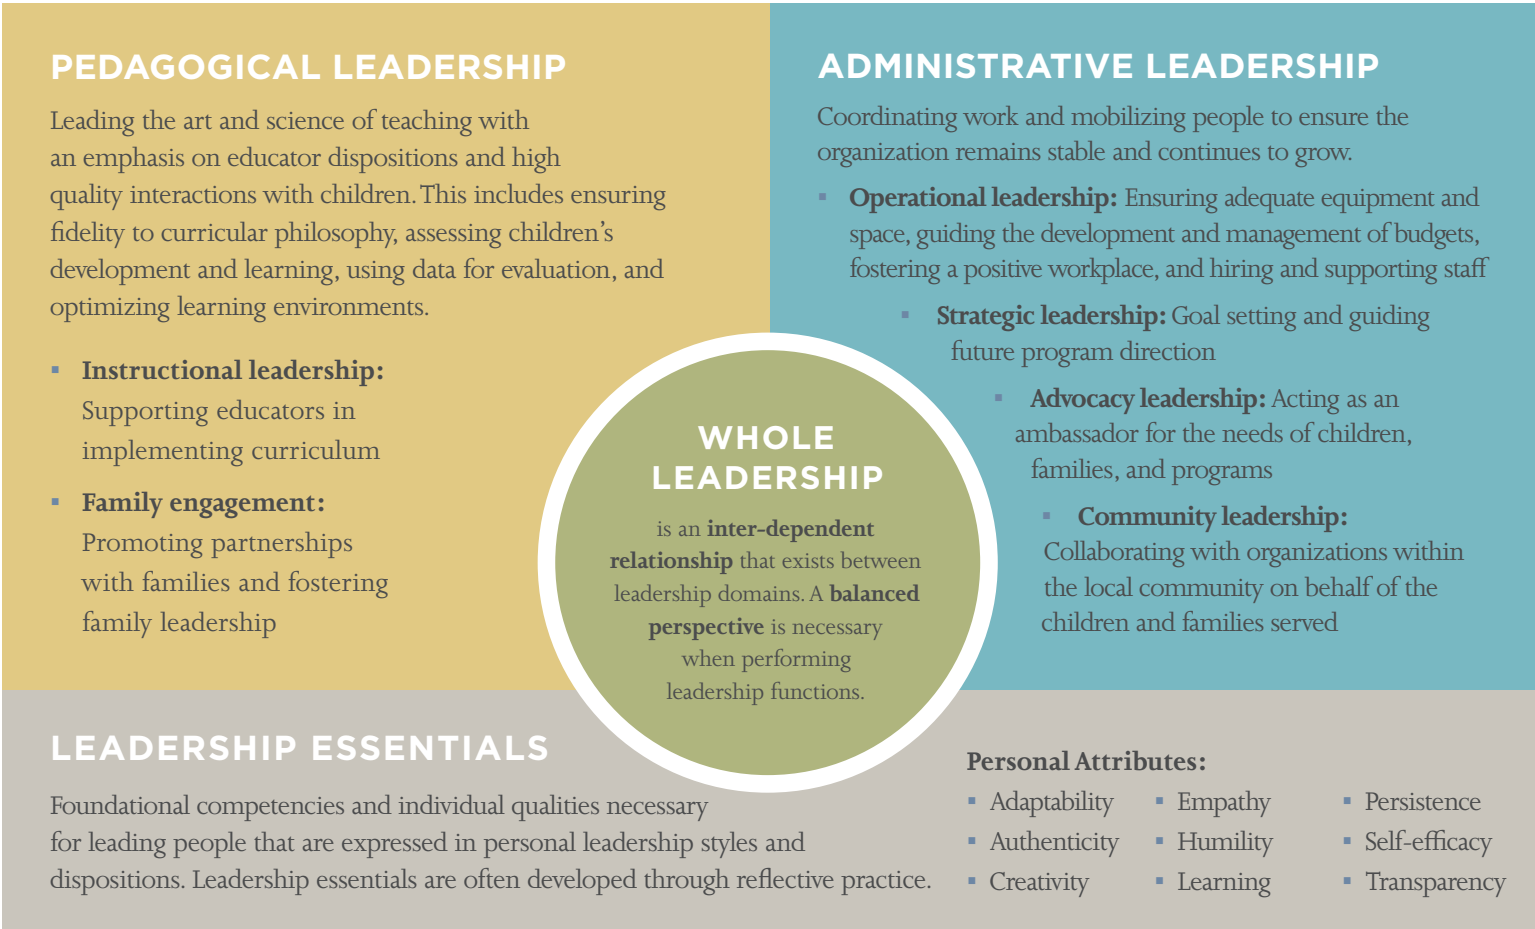 PEDAGOGICAL LEADERSHIP
Leading the art and science of teaching with
an emphasis on educator dispositions and high
quality interactions with children. This includes ensuring
fidelity to curricular philosophy, assessing children’s
development and learning, using data for evaluation, and
optimizing learning environments.
▪ Instructional leadership:
Supporting educators in
implementing curriculum
▪ Family engagement:
Promoting partnerships
with families and fostering
family leadership
ADMINISTRATIVE LEADERSHIP
Coordinating work and mobilizing people to ensure the
organization remains stable and continues to grow.
▪ Operational leadership: Ensuring adequate equipment and
space, guiding the development and management of budgets,
fostering a positive workplace, and hiring and supporting staff
▪ Strategic leadership: Goal setting and guiding
future program direction
▪ Advocacy leadership: Acting as an
ambassador for the needs of children,
families, and programs
▪ Community leadership:
Collaborating with organizations within
the local community on behalf of the
children and families served
WHOLE
LEADERSHIP
is an inter-dependent
relationship that exists between
leadership domains. A balanced
perspective is necessary
when performing
leadership functions.
LEADERSHIP ESSENTIALS
Foundational competencies and individual qualities necessary
for leading people that are expressed in personal leadership styles and
dispositions. Leadership essentials are often developed through reflective practice.
Personal Attributes:
▪ Adaptability ▪ Empathy ▪ Persistence
▪ Authenticity ▪ Humility ▪ Self-efficacy
▪ Creativity ▪ Learning ▪ Transparency